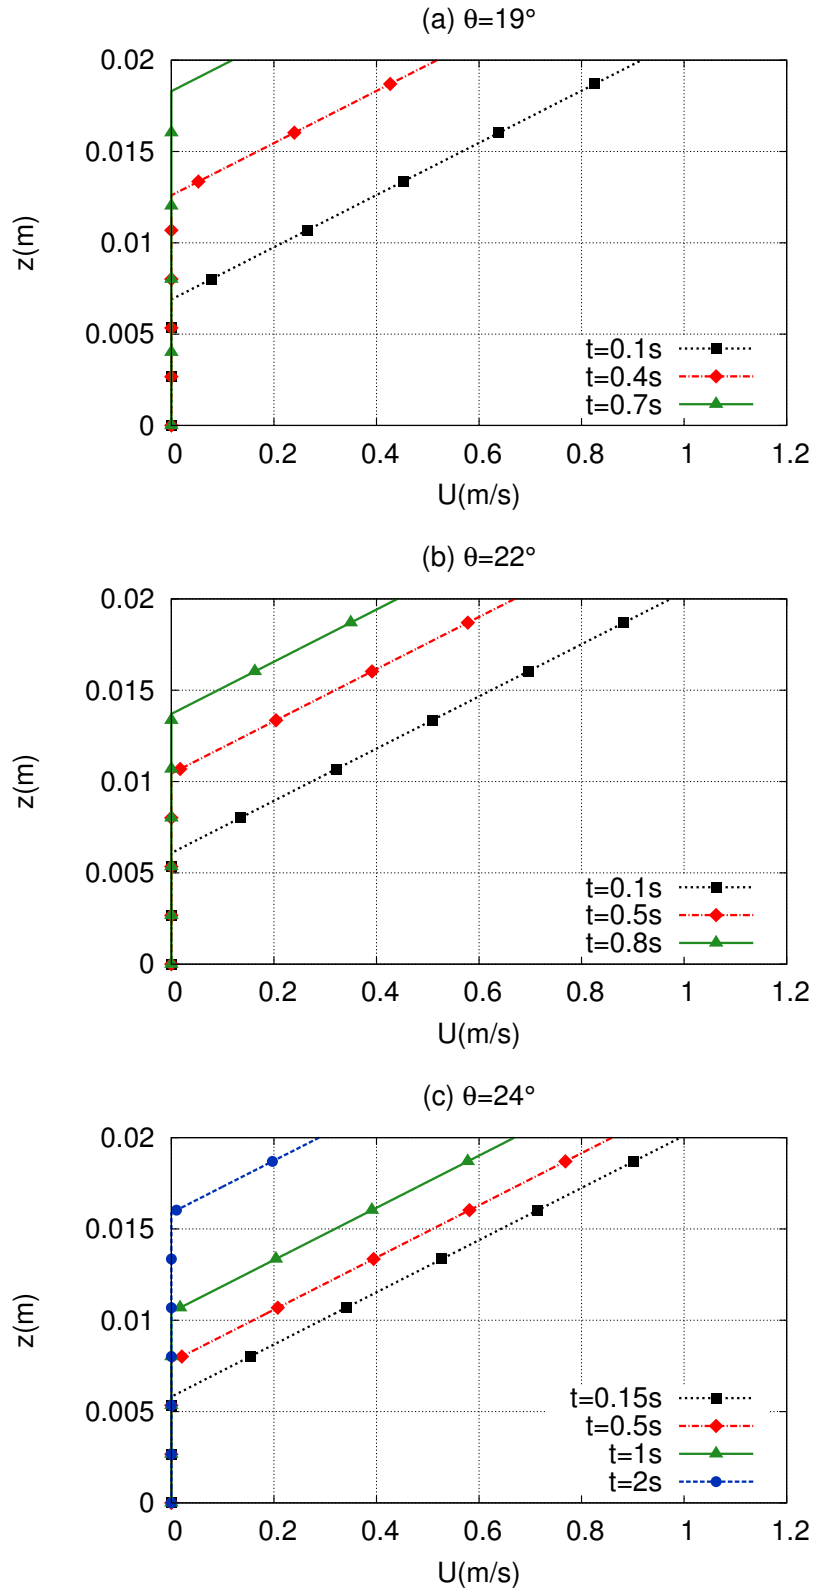 (a) θ=19°
0.02
0.015
0.01
0.005
0
z(m)
t=0.1s
t=0.4s
t=0.7s
0 0.2 0.4 0.6 0.8 1 1.2
U(m/s)
(b) θ=22°
0.02
0.015
0.01
0.005
0
z(m)
t=0.1s
t=0.5s
t=0.8s
0 0.2 0.4 0.6 0.8 1 1.2
U(m/s)
(c) θ=24°
0.02
0.015
0.01
0.005
0
z(m)
t=0.15s
t=0.5s
t=1s
t=2s
0 0.2 0.4 0.6 0.8 1 1.2
U(m/s)